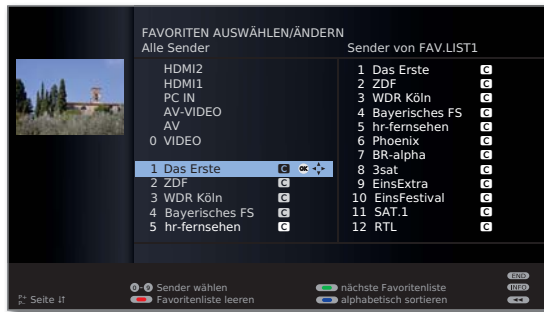 FAVORITEN AUSWÄHLEN/ÄNDERN
Alle Sender
HDMI2
HDMI1
PC IN
AV-VIDEO
AV
0 VIDEO
1 Das Erste C OK
2 ZDF C
3 WDR Köln C
4 Bayerisches FS C
5 hr-fernsehen C
Sender von FAV.LIST1
1 Das Erste C
2 ZDF C
3 WDR Köln C
4 Bayerisches FS C
5 hr-fernsehen C
6 Phoenix C
7 BR-alpha C
8 3sat C
9 EinsExtra C
10 EinsFestival C
11 SAT.1 C
12 RTL C
P+ P- Seite
0-9 Sender wählen
Favoritenliste leeren
nächste Favoritenliste
alphabetisch sortieren
END
INFO